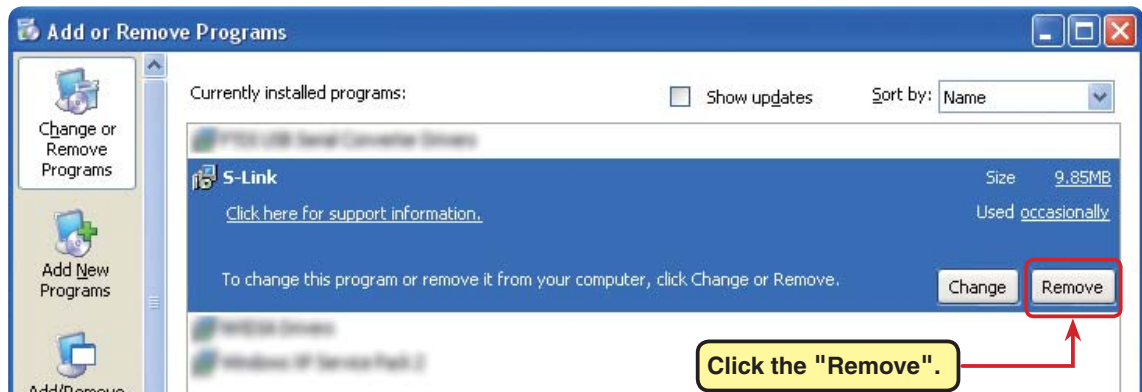 Add or Remove Programs
Change or
Remove
Programs
Currently installed programs:
Show updates
Sort by: Name
S-Link
Size 9.85MB
Click here for support information.
Used occasionally
To change this program or remove it from your computer, click Change or Remove.
Change
Remove
Add New
Programs
Click the "Remove".
Add/Remove